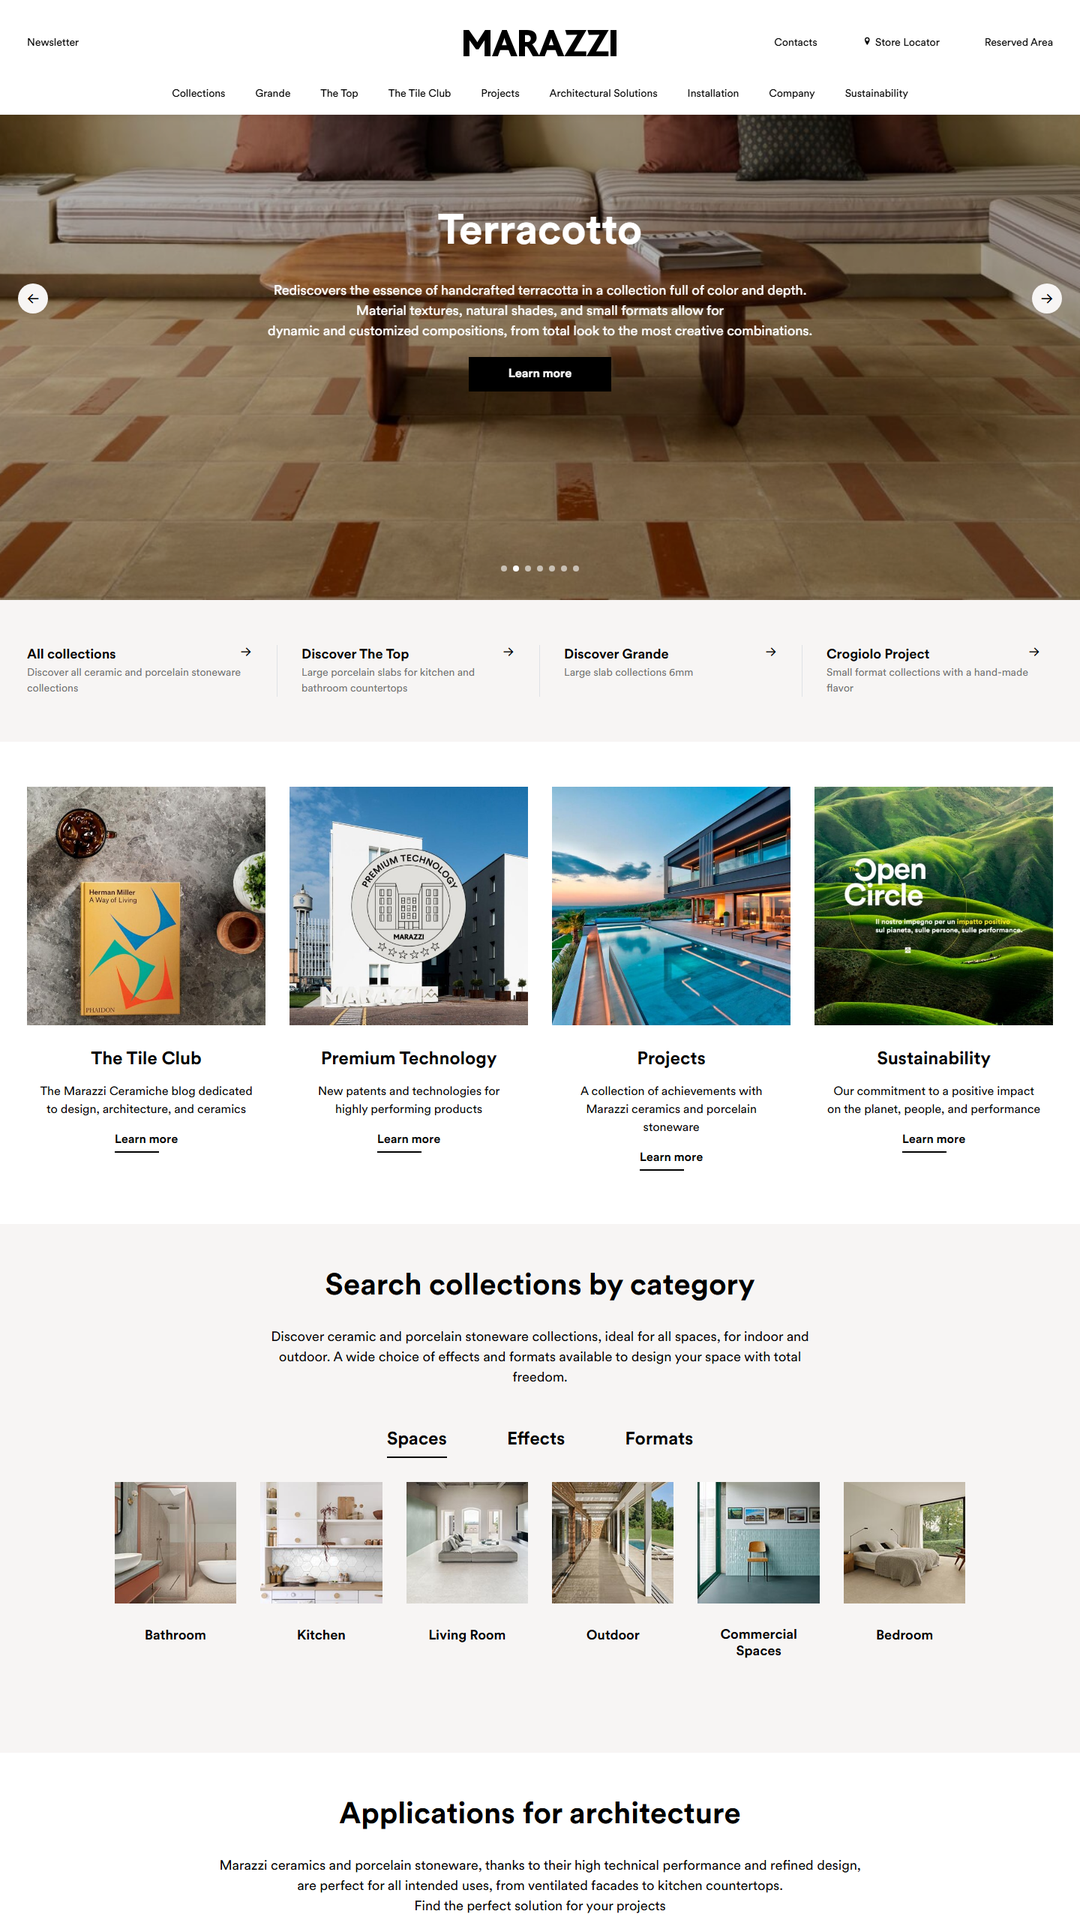 Newsletter
MARAZZI
Contacts
Store Locator
Reserved Area
Collections
Grande
The Top
The Tile Club
Projects
Architectural Solutions
Installation
Company
Sustainability
Terracotto
Rediscovers the essence of handcrafted terracotta in a collection full of color and depth.
Material textures, natural shades, and small formats allow for
dynamic and customized compositions, from total look to the most creative combinations.
Learn more
All collections
Discover all ceramic and porcelain stoneware
collections
Discover The Top
Large porcelain slabs for kitchen and
bathroom countertops
Discover Grande
Large slab collections 6mm
Crogiolo Project
Small format collections with a hand-made
flavor
Herman Miller
A Way of Living
PHAIDON
PREMIUM TECHNOLOGY
MARAZZI
MARAZZI
The Open
Circle
Il nostro impegno per un impatto positivo
sul pianeta, sulle persone, sulle performance.
The Tile Club
The Marazzi Ceramiche blog dedicated
to design, architecture, and ceramics
Learn more
Premium Technology
New patents and technologies for
highly performing products
Learn more
Projects
A collection of achievements with
Marazzi ceramics and porcelain
stoneware
Learn more
Sustainability
Our commitment to a positive impact
on the planet, people, and performance
Learn more
Search collections by category
Discover ceramic and porcelain stoneware collections, ideal for all spaces, for indoor and
outdoor. A wide choice of effects and formats available to design your space with total
freedom.
Spaces
Effects
Formats
Bathroom
Kitchen
Living Room
Outdoor
Commercial
Spaces
Bedroom
Applications for architecture
Marazzi ceramics and porcelain stoneware, thanks to their high technical performance and refined design,
are perfect for all intended uses, from ventilated facades to kitchen countertops.
Find the perfect solution for your projects